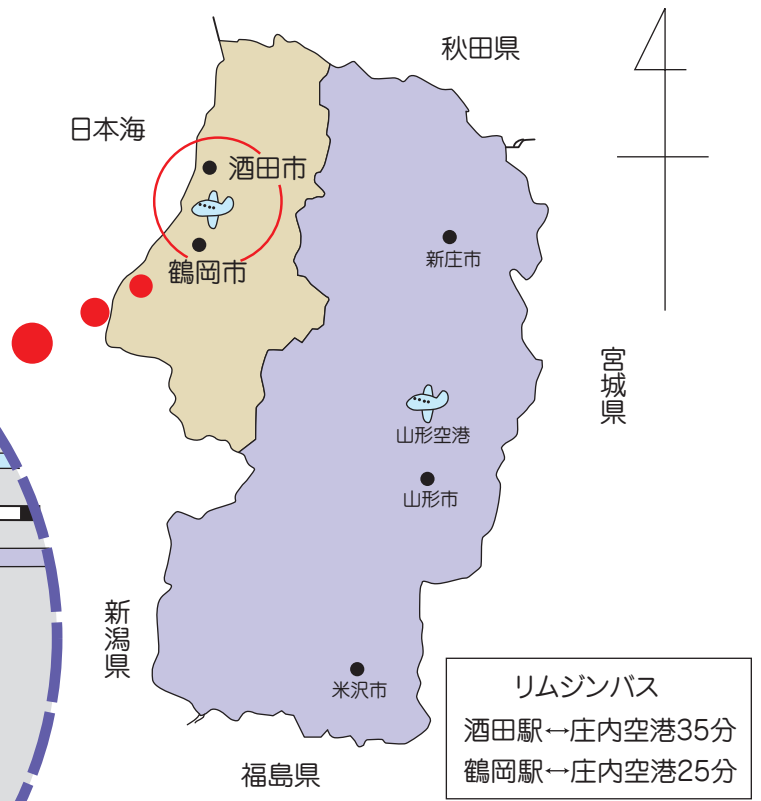 秋田県
日本海
酒田市
鶴岡市
新庄市
宮城県
山形空港
山形市
新潟県
米沢市
福島県
リムジンバス
酒田駅↔庄内空港35分
鶴岡駅↔庄内空港25分